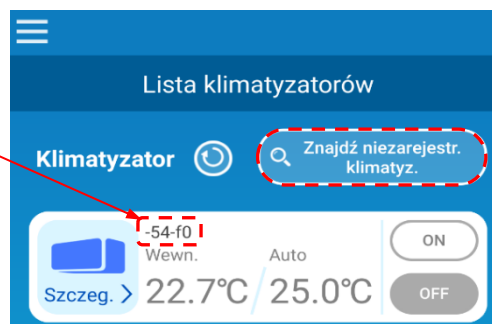 Lista klimatyzatorów
Klimatyzator
Znajdź niezarejestr.
klimatyz.
-54-f0
Wewn.
Auto
ON
Szczeg. > 22.7°C / 25.0°C
OFF